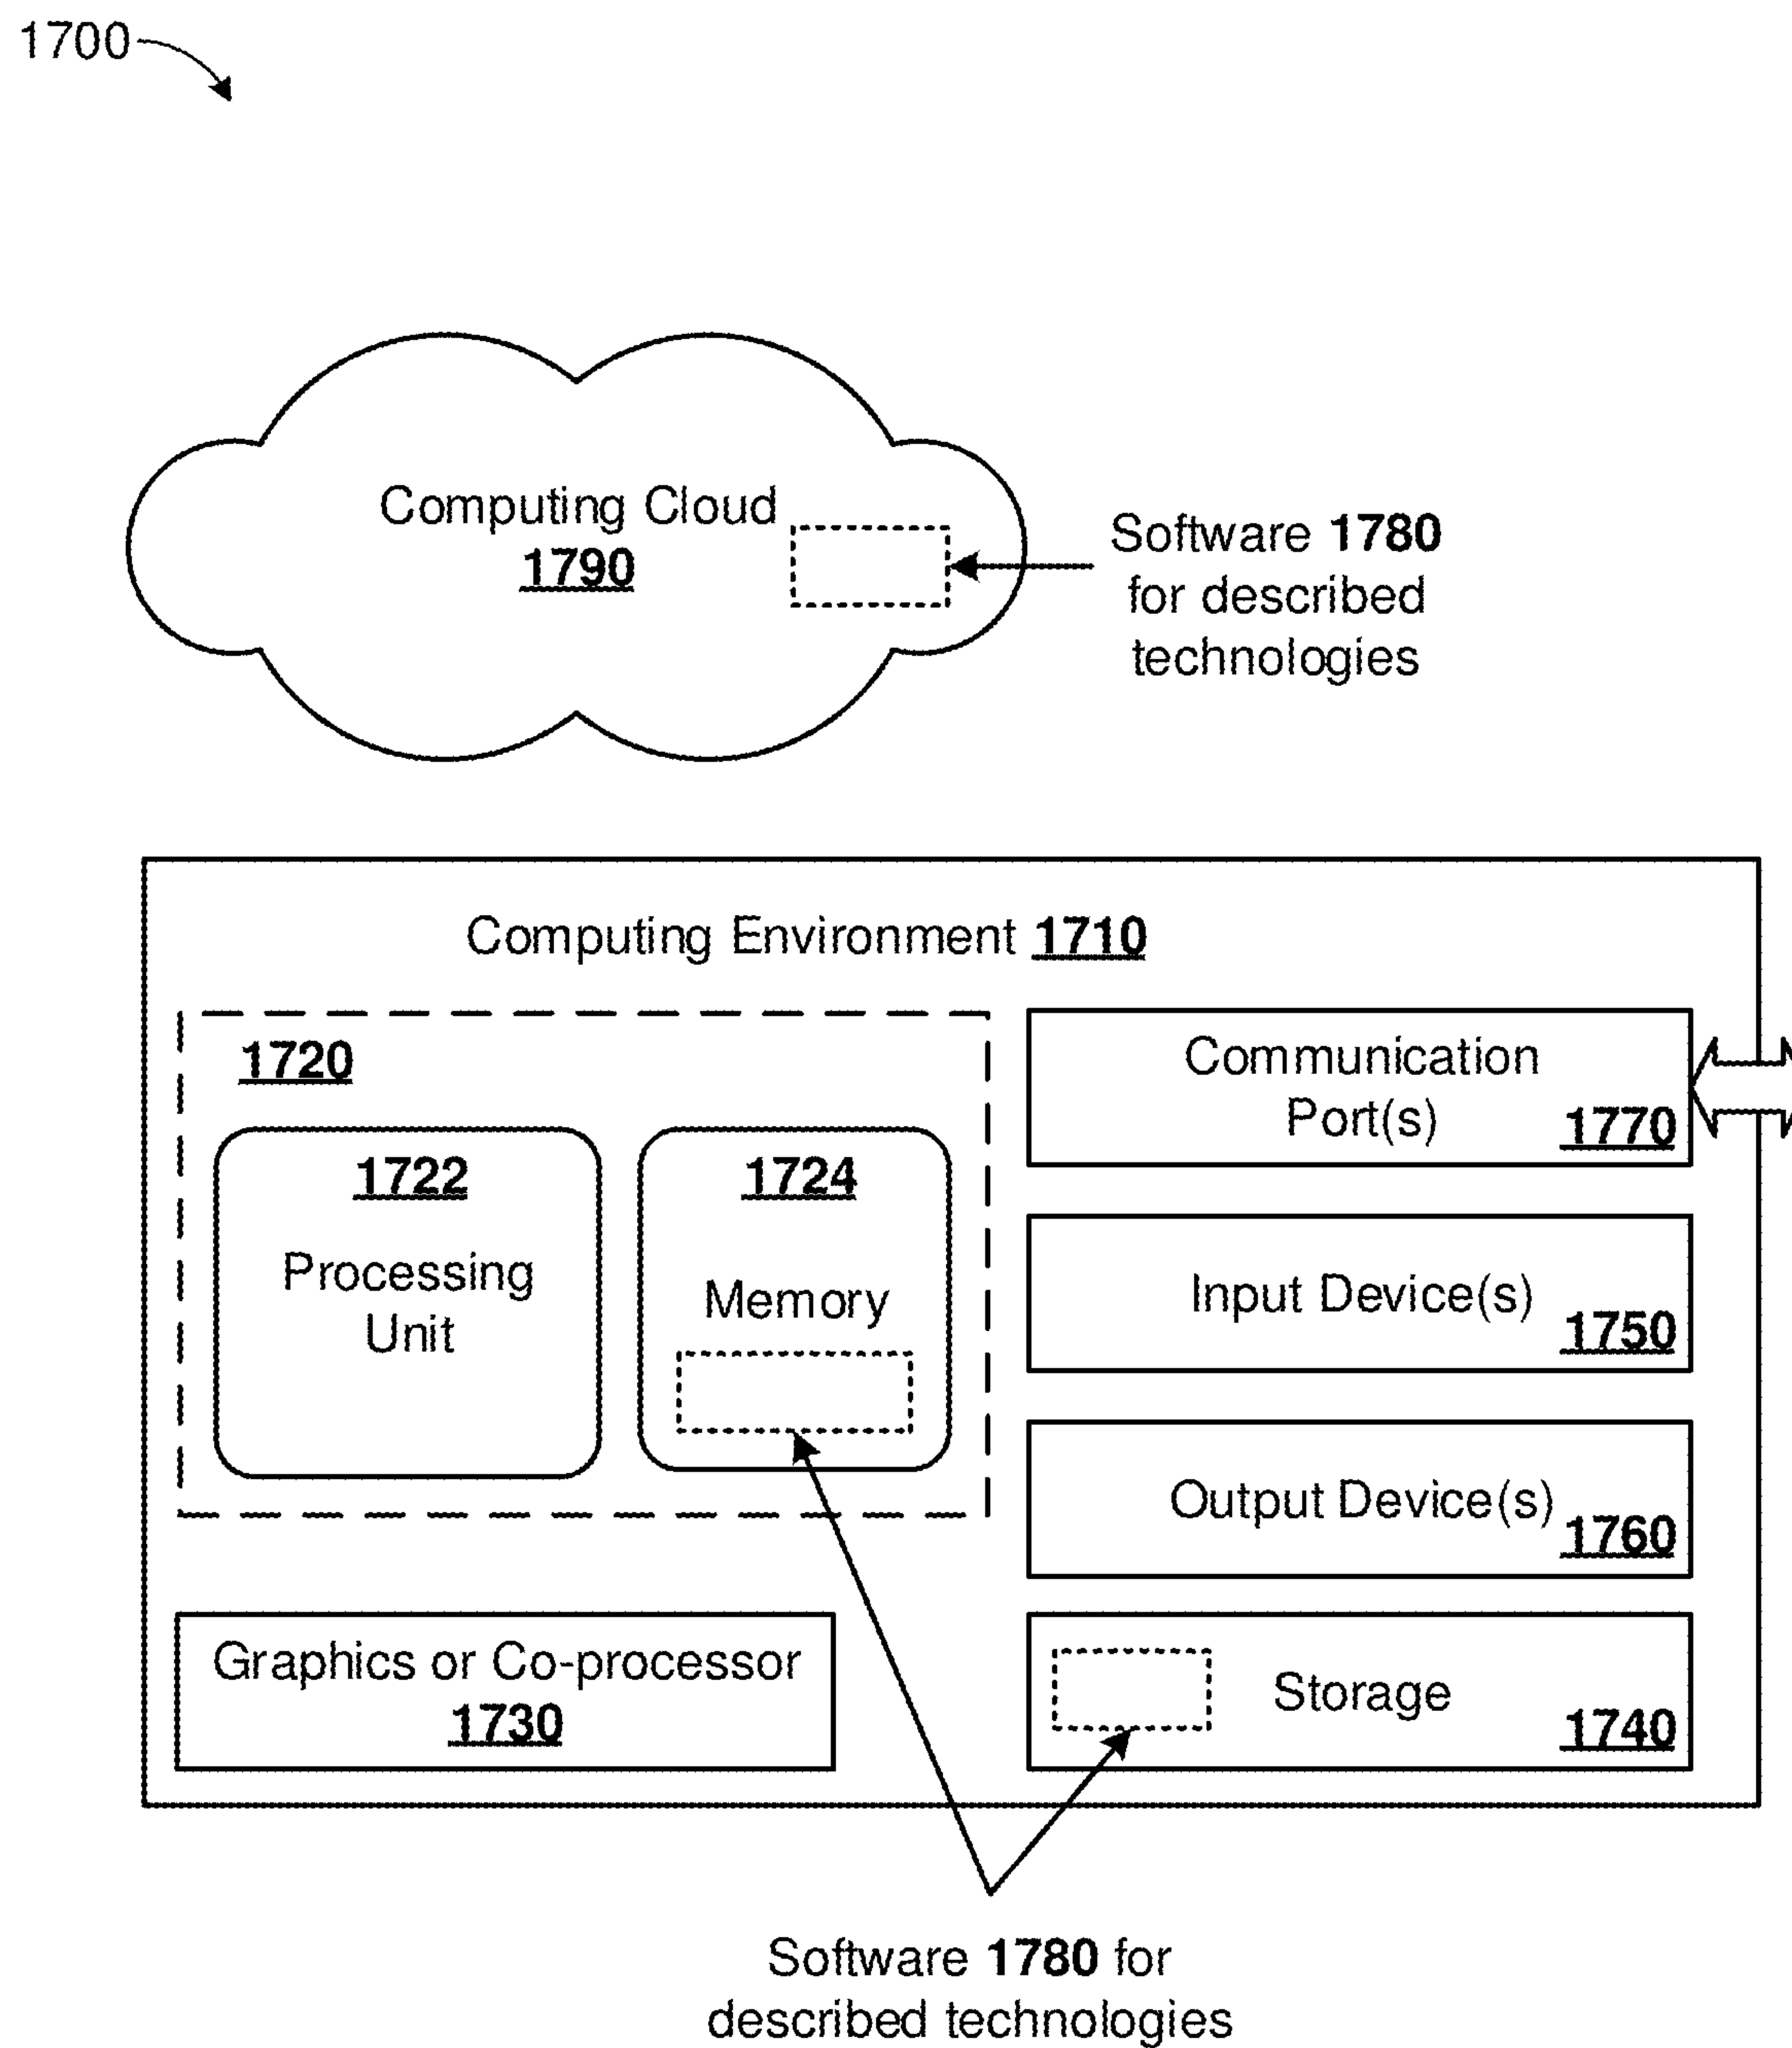 1700
Computing Cloud
1790
Software 1780
for described
technologies
Computing Environment 1710
1720
1722
Processing
Unit
1724
Memory
Communication
Port(s)
1770
Input Device(s)
1750
Output Device(s)
1760
Graphics or Co-processor
1730
Storage
1740
Software 1780 for
described technologies